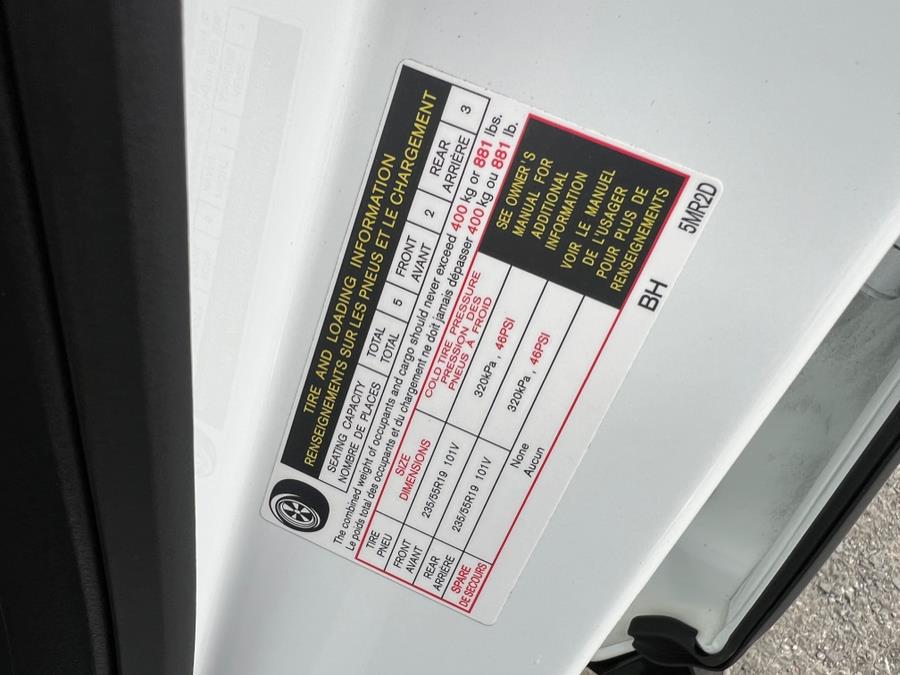 TIRE AND LOADING INFORMATION
RENSEIGNEMENTS SUR LES PNEUS ET LE CHARGEMENT
SEATING CAPACITY TOTAL 5 FRONT 2 REAR 3
NOMBRE DE PLACES TOTAL AVANT ARRIÈRE
The combined weight of occupants and cargo should never exceed 400 kg or 881 lbs.
Le poids total des occupants et du chargement ne doit jamais dépasser 400 kg ou 881 lb.
TIRE SIZE COLD TIRE PRESSURE
PNEU DIMENSIONS PRESSION DES
PNEUS À FROID
FRONT 235/55R19 101V 320kPa, 46PSI
AVANT
REAR 235/55R19 101V 320kPa, 46PSI
ARRIÈRE
SPARE None
DE SECOURS Aucun
SEE OWNER'S
MANUAL FOR
ADDITIONAL
INFORMATION
VOIR LE MANUEL
DE L'USAGER
POUR PLUS DE
RENSEIGNEMENTS
BH 5MR2D